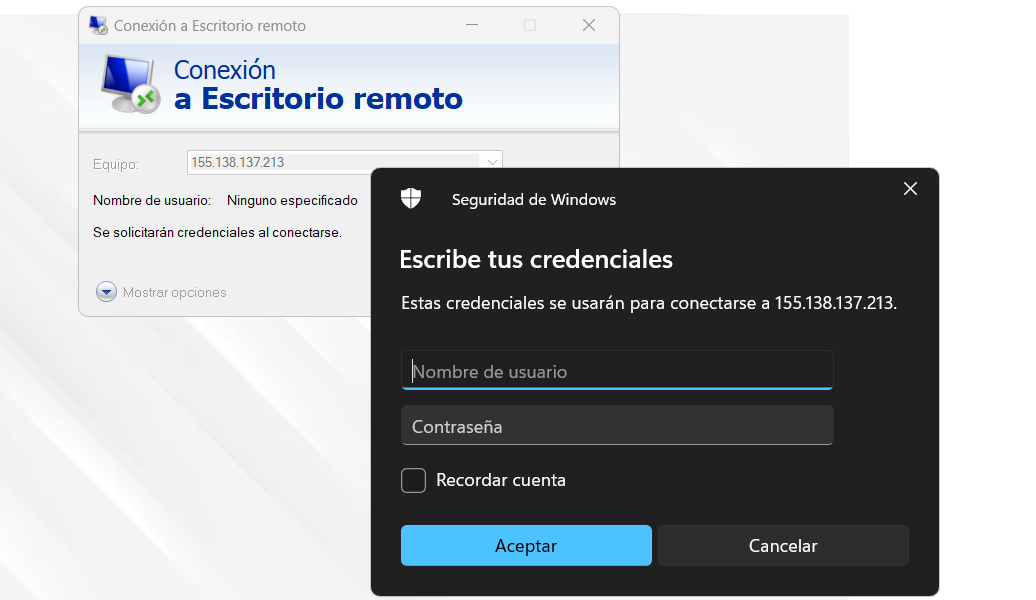 Conexión a Escritorio remoto
Conexión
a Escritorio remoto
Equipo:
155.138.137.213
Nombre de usuario: Ninguno especificado
Se solicitarán credenciales al conectarse.
Mostrar opciones
Seguridad de Windows
Escribe tus credenciales
Estas credenciales se usarán para conectarse a 155.138.137.213.
Nombre de usuario
Contraseña
Recordar cuenta
Aceptar
Cancelar